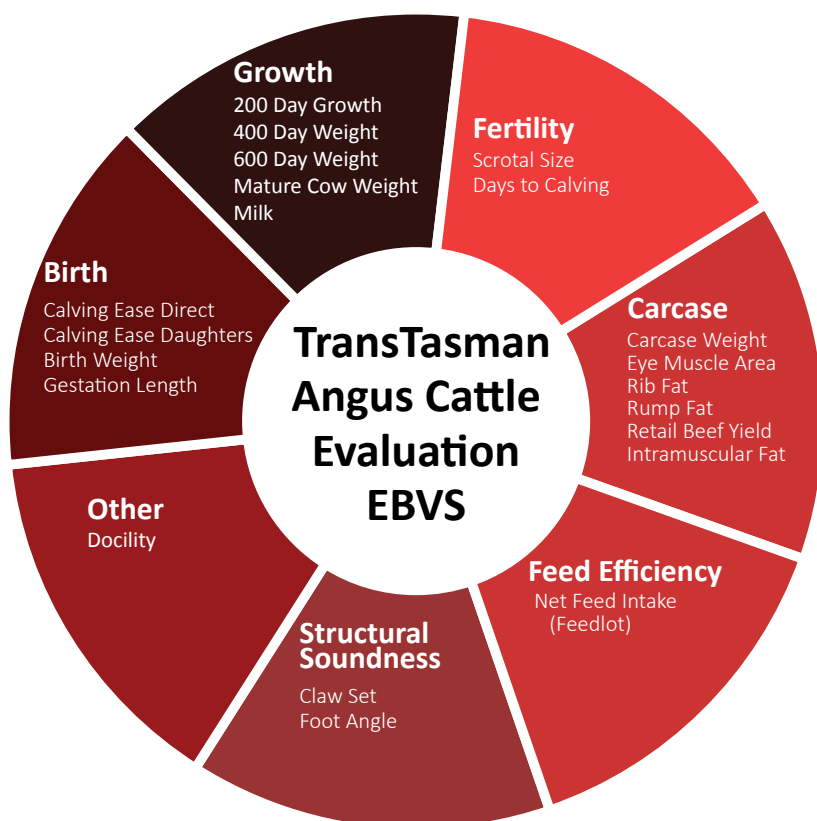 TransTasman
Angus Cattle
Evaluation
EBVS
Growth
200 Day Growth
400 Day Weight
600 Day Weight
Mature Cow Weight
Milk
Fertility
Scrotal Size
Days to Calving
Carcase
Carcase Weight
Eye Muscle Area
Rib Fat
Rump Fat
Retail Beef Yield
Intramuscular Fat
Feed Efficiency
Net Feed Intake
(Feedlot)
Structural
Soundness
Claw Set
Foot Angle
Other
Docility
Birth
Calving Ease Direct
Calving Ease Daughters
Birth Weight
Gestation Length